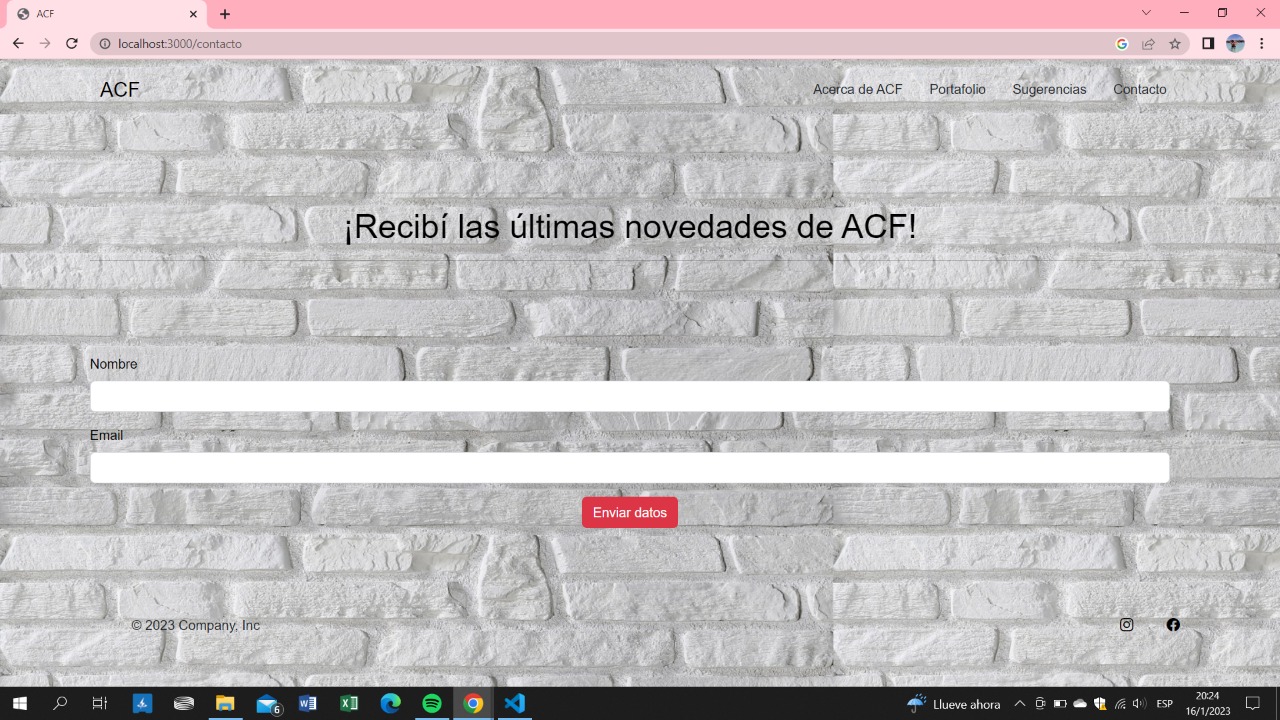 ACF
localhost:3000/contacto
ACF
Acerca de ACF Portafolio Sugerencias Contacto
¡Recibí las últimas novedades de ACF!
Nombre
Email
Enviar datos
© 2023 Company, Inc
6
Llueve ahora
ESP
20:24
16/1/2023